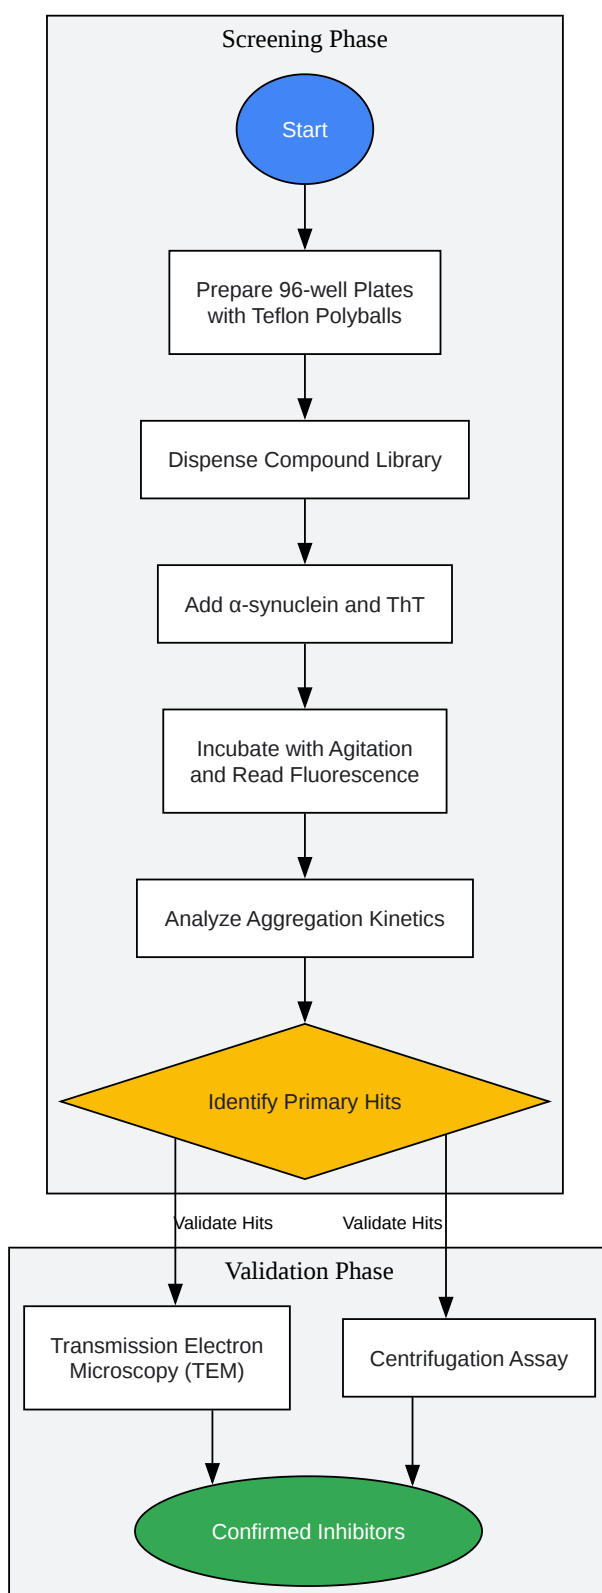 Screening Phase
Start
Prepare 96-well Plates
with Teflon Polyballs
Dispense Compound Library
Add α-synuclein and ThT
Incubate with Agitation
and Read Fluorescence
Analyze Aggregation Kinetics
Identify Primary Hits
Validate Hits
Validate Hits
Validation Phase
Transmission Electron
Microscopy (TEM)
Centrifugation Assay
Confirmed Inhibitors